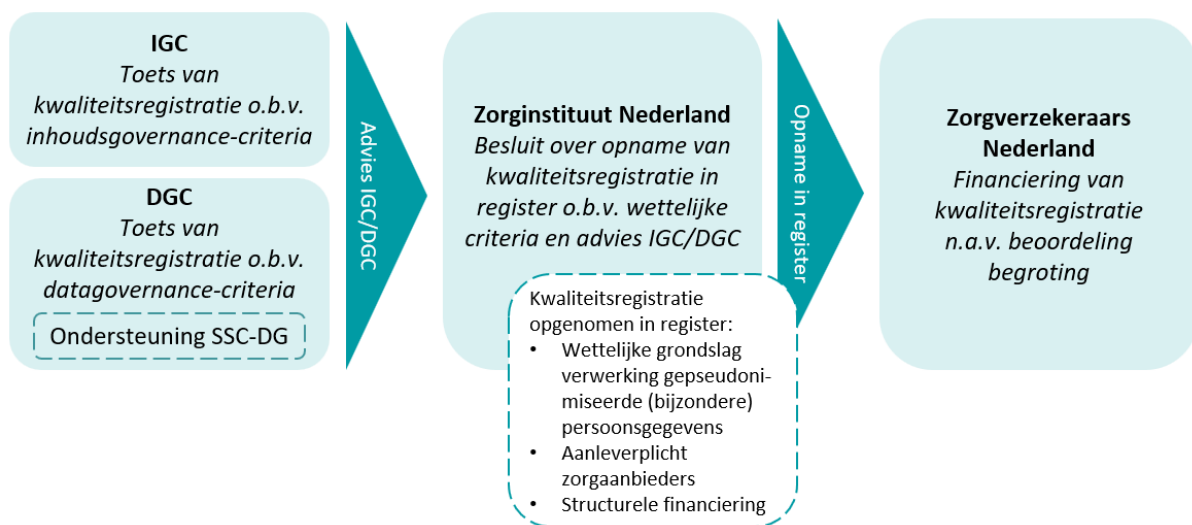 IGC
Toets van
kwaliteitsregistratie o.b.v.
inhoudsgovernance-criteria
DGC
Toets van
kwaliteitsregistratie o.b.v.
datagovernance-criteria
Ondersteuning SSC-DG
Advies IGC/DGC
Zorginstituut Nederland
Besluit over opname van
kwaliteitsregistratie in
register o.b.v. wettelijke
criteria en advies IGC/DGC
Kwaliteitsregistratie
opgenomen in register:
• Wettelijke grondslag
verwerking gepseudoni-
miseerde (bijzondere)
persoonsgegevens
• Aanleverplicht
zorgaanbieders
• Structurele financiering
Opname in register
Zorgverzekeraars
Nederland
Financiering van
kwaliteitsregistratie
n.a.v. beoordeling
begroting